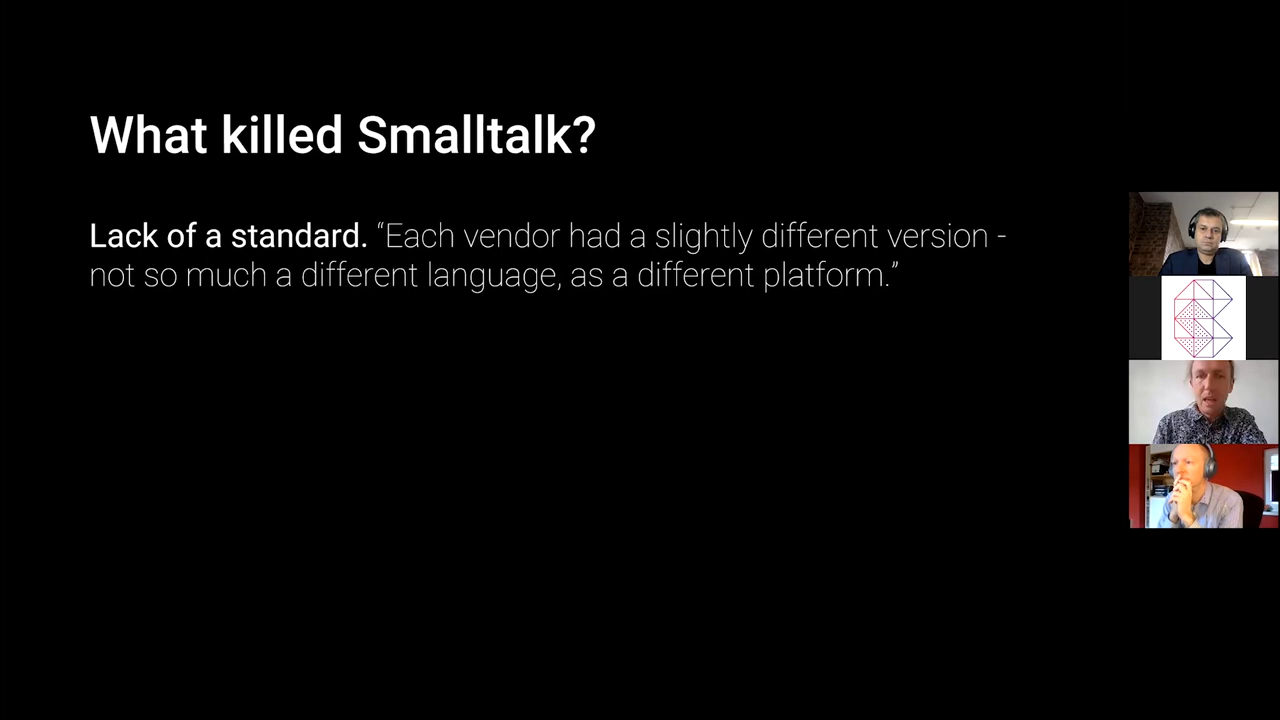 What killed Smalltalk?
Lack of a standard. “Each vendor had a slightly different version -
not so much a different language, as a different platform.”